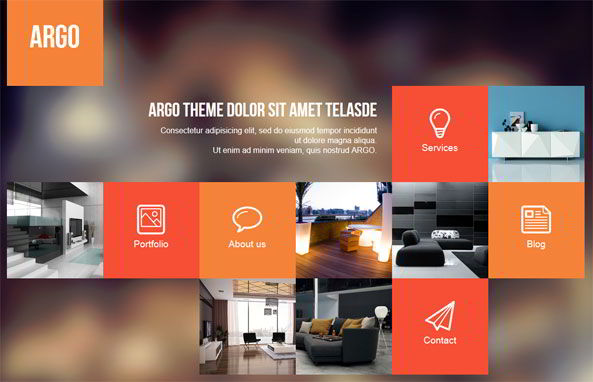 ARGO
ARGO THEME DOLOR SIT AMET TELASDE
Consectetur adipisicing elit, sed do eiusmod tempor incididunt
ut dolore magna aliqua.
Ut enim ad minim veniam, quis nostrud ARGO.
Services
Portfolio
About us
Blog
Contact